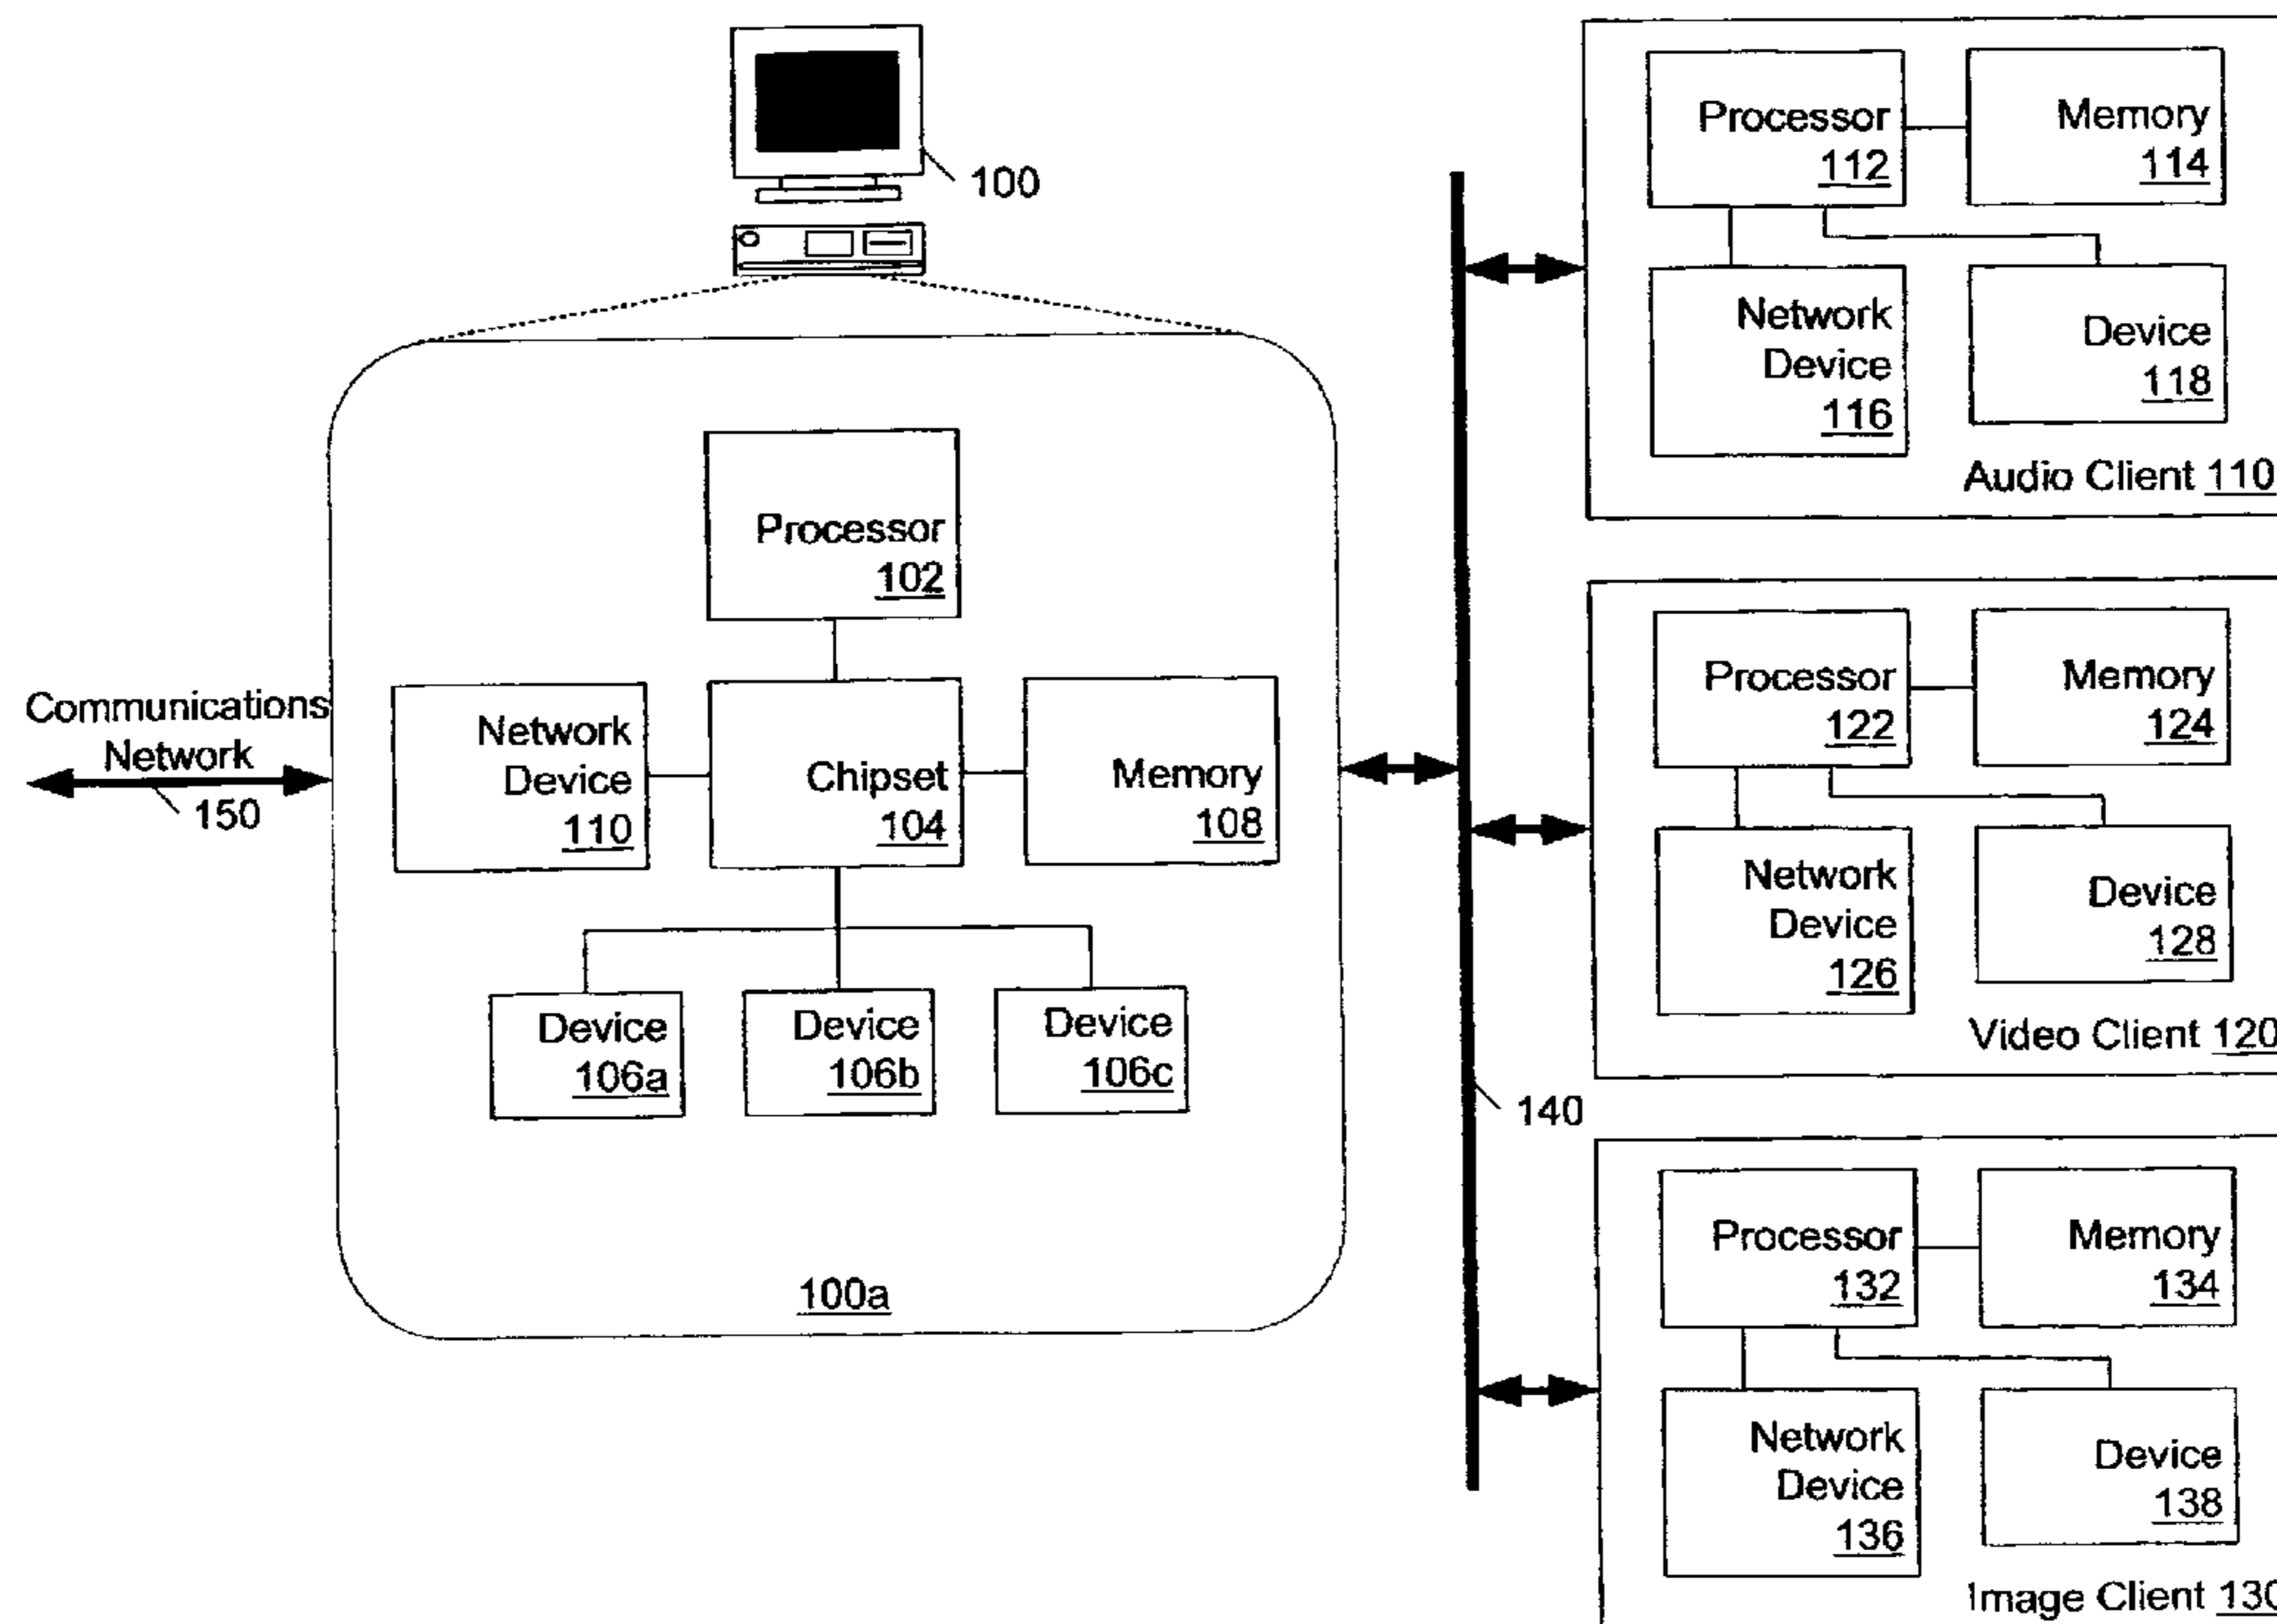 100
Communications
Network
150
Processor
102
Network
Device
110
Chipset
104
Memory
108
Device
106a
Device
106b
Device
106c
100a
140
Processor
112
Memory
114
Network
Device
116
Device
118
Audio Client 110
Processor
122
Memory
124
Network
Device
126
Device
128
Video Client 120
Processor
132
Memory
134
Network
Device
136
Device
138
Image Client 130